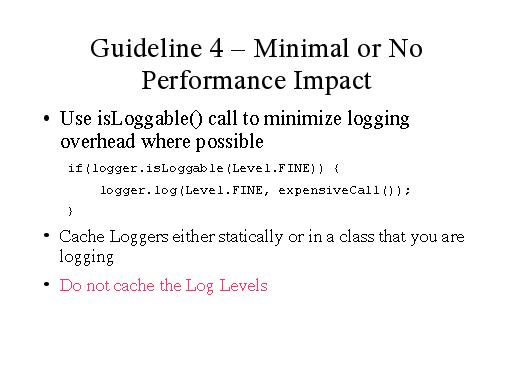 Guideline 4 – Minimal or No
Performance Impact
• Use isLoggable() call to minimize logging
overhead where possible
if(logger.isLoggable(Level.FINE)) {
logger.log(Level.FINE, expensiveCall());
}
• Cache Loggers either statically or in a class that you are
logging
• Do not cache the Log Levels